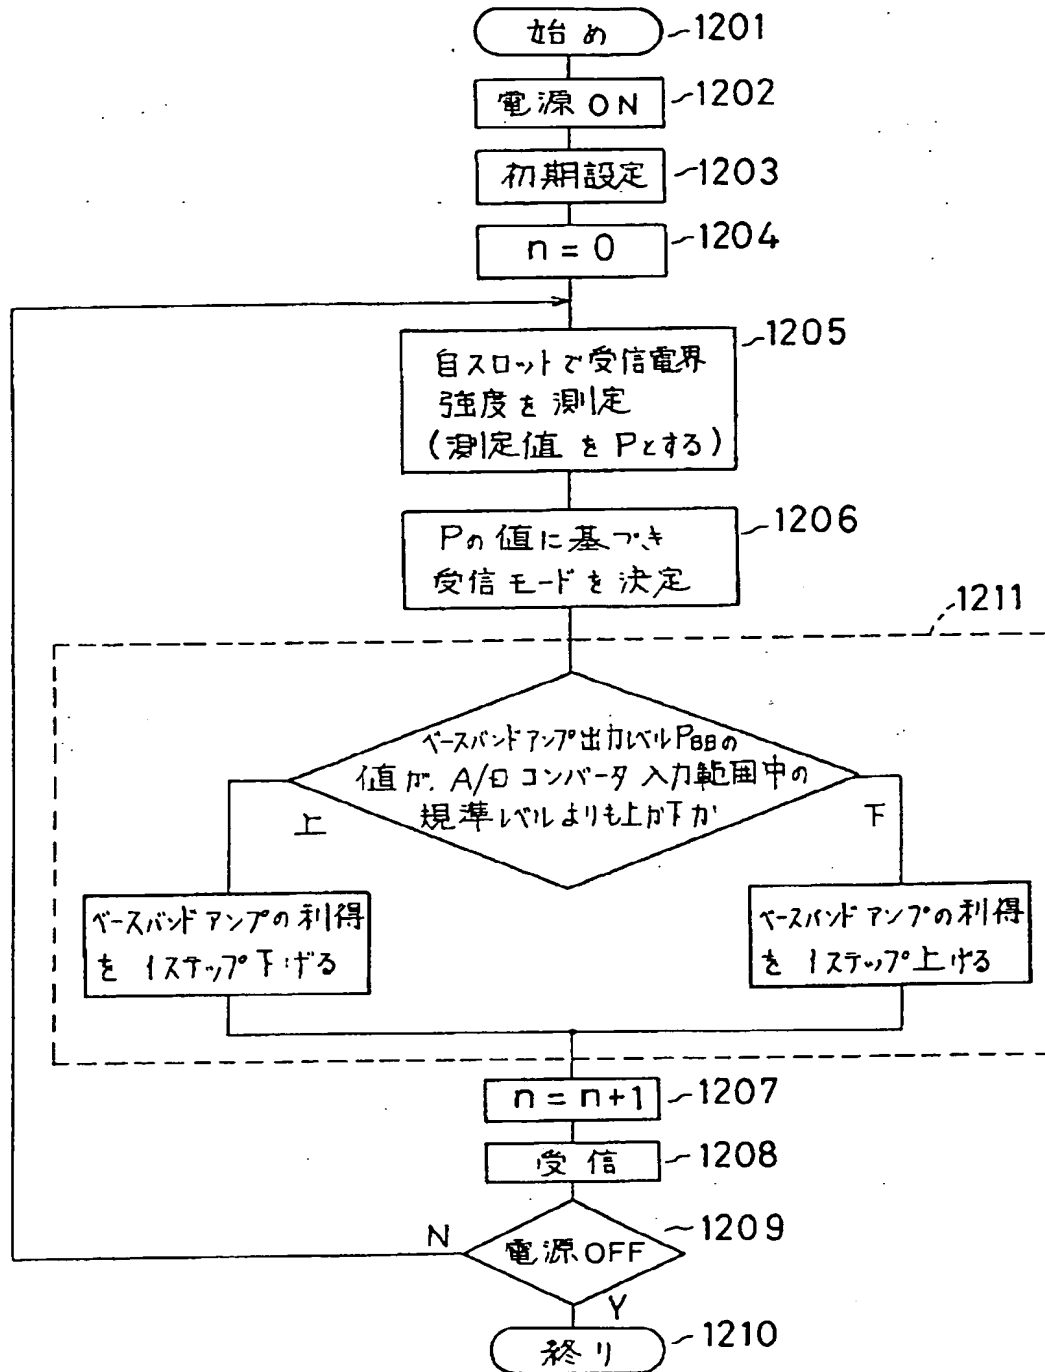 始め
1201
電源ON
1202
初期設定
1203
n=0
1204
1205
自スロットで受信電界
強度を測定
(測定値をPとする)
1206
Pの値に基づき
受信モードを決定
1211
ベースバンドアンプ出力レベルPBBの
値が、A/Dコンバータ入力範囲中の
規準レベルよりも上か下か
上
下
ベースバンドアンプの利得
を1ステップ下げる
ベースバンドアンプの利得
を1ステップ上げる
n=n+1
1207
受信
1208
1209
N
電源OFF
Y
終り
1210